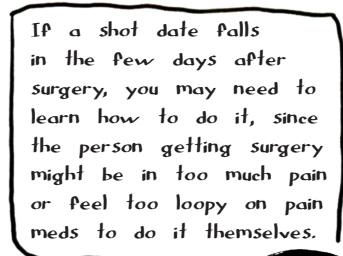 If a shot date falls
in the few days after
surgery, you may need to
learn how to do it, since
the person getting surgery
might be in too much pain
or feel too loopy on pain
meds to do it themselves.